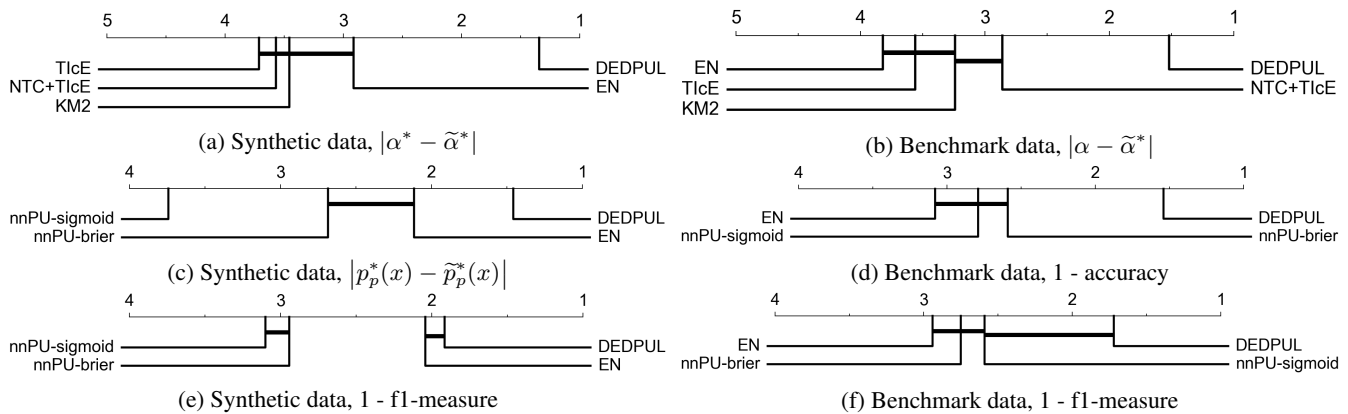 5 4 3 2 1
TIcE
NTC+TIcE
KM2
DEDPUL
EN
(a) Synthetic data, |α* − α̃*|
5 4 3 2 1
EN
TIcE
KM2
DEDPUL
NTC+TIcE
(b) Benchmark data, |α − α̃*|
4 3 2 1
nnPU-sigmoid
nnPU-brier
DEDPUL
EN
(c) Synthetic data, |p*ₚ(x) − p̃*ₚ(x)|
4 3 2 1
EN
nnPU-sigmoid
DEDPUL
nnPU-brier
(d) Benchmark data, 1 - accuracy
4 3 2 1
nnPU-sigmoid
nnPU-brier
DEDPUL
EN
(e) Synthetic data, 1 - f1-measure
4 3 2 1
EN
nnPU-brier
DEDPUL
nnPU-sigmoid
(f) Benchmark data, 1 - f1-measure